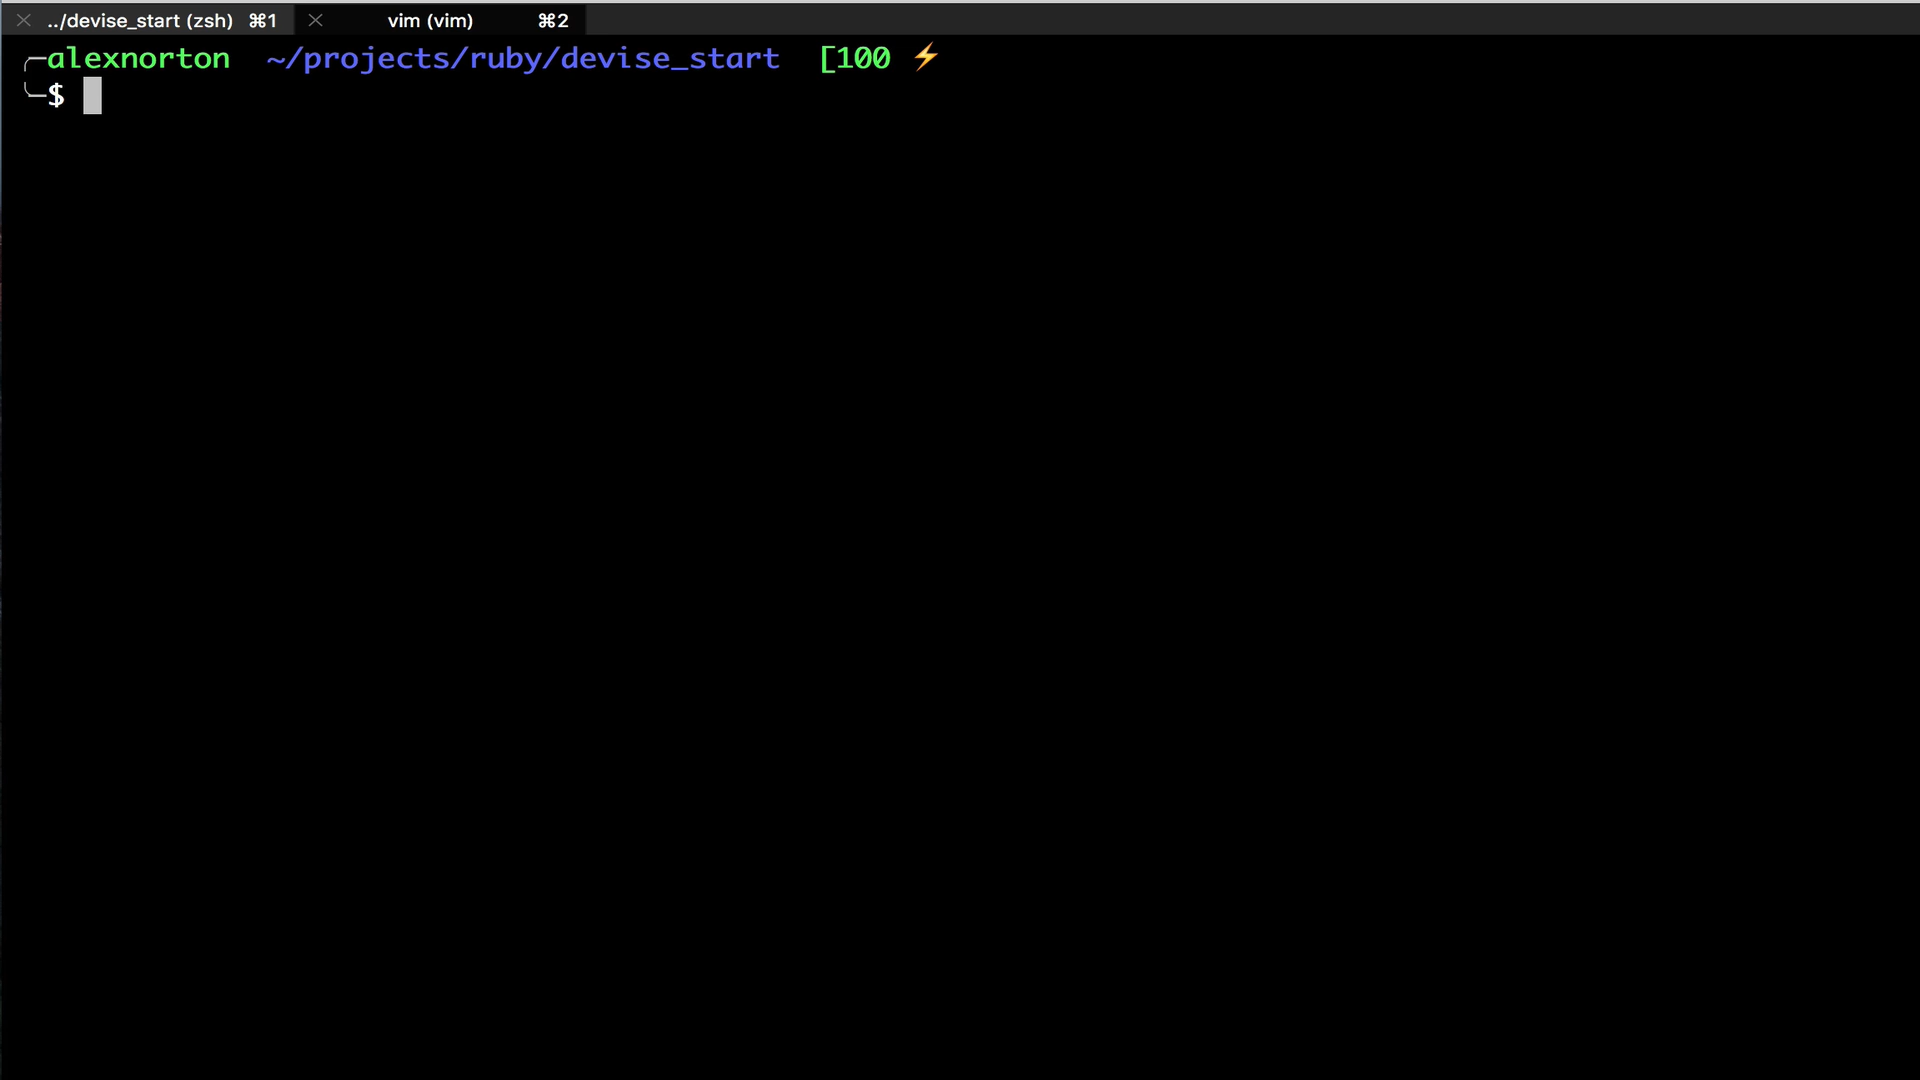 ../devise_start (zsh) ⌘1 vim (vim) ⌘2
╭─alexnorton ~/projects/ruby/devise_start [100 ⚡
╰─$